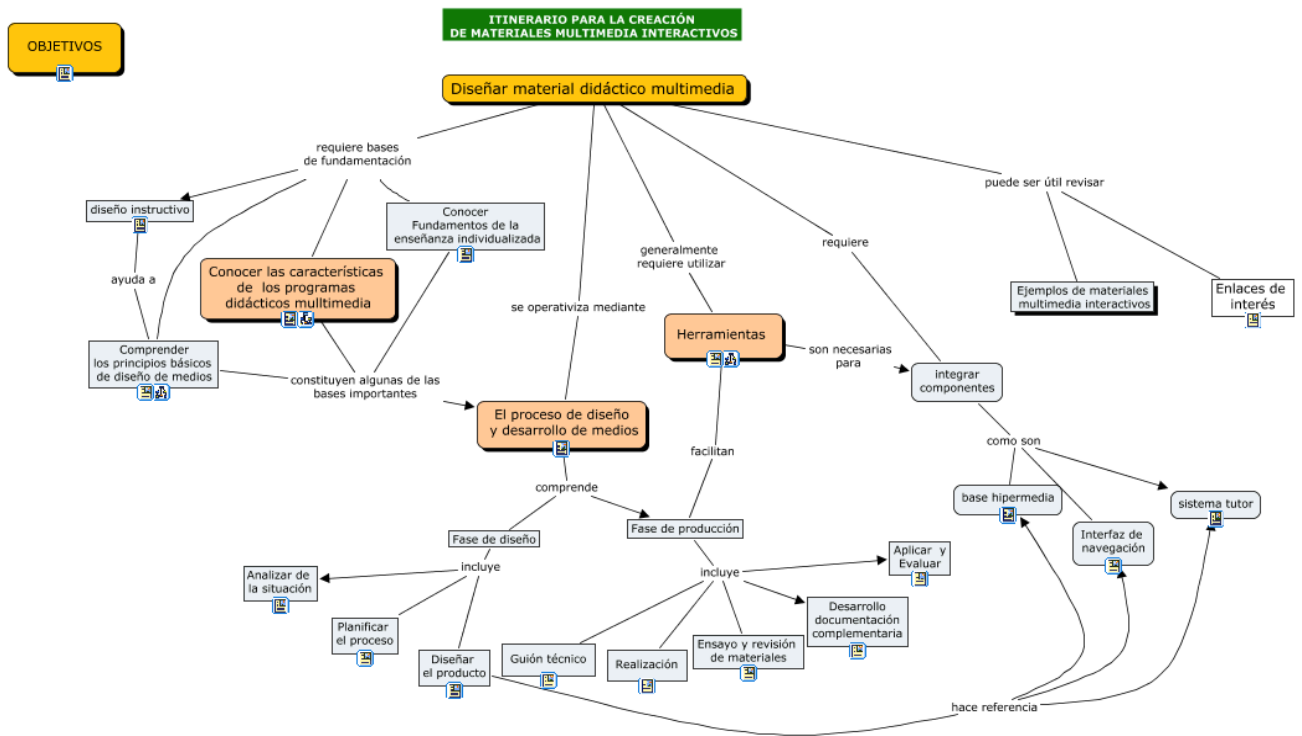 ITINERARIO PARA LA CREACIÓN
DE MATERIALES MULTIMEDIA INTERACTIVOS
OBJETIVOS
Diseñar material didáctico multimedia
requiere bases
de fundamentación
puede ser útil revisar
diseño instructivo
Conocer
Fundamentos de la
enseñanza individualizada
generalmente
requiere utilizar
requiere
ayuda a
Conocer las características
de los programas
didácticos mulltimedia
se operativiza mediante
Ejemplos de materiales
multimedia interactivos
Enlaces de
interés
Herramientas
son necesarias
para
Comprender
los principios básicos
de diseño de medios
constituyen algunas de las
bases importantes
integrar
componentes
El proceso de diseño
y desarrollo de medios
como son
facilitan
comprende
base hipermedia
sistema tutor
Fase de diseño
Fase de producción
Interfaz de
navegación
incluye
incluye
Aplicar y
Evaluar
Analizar de
la situación
Planificar
el proceso
Diseñar
el producto
Guión técnico
Realización
Ensayo y revisión
de materiales
Desarrollo
documentación
complementaria
hace referencia